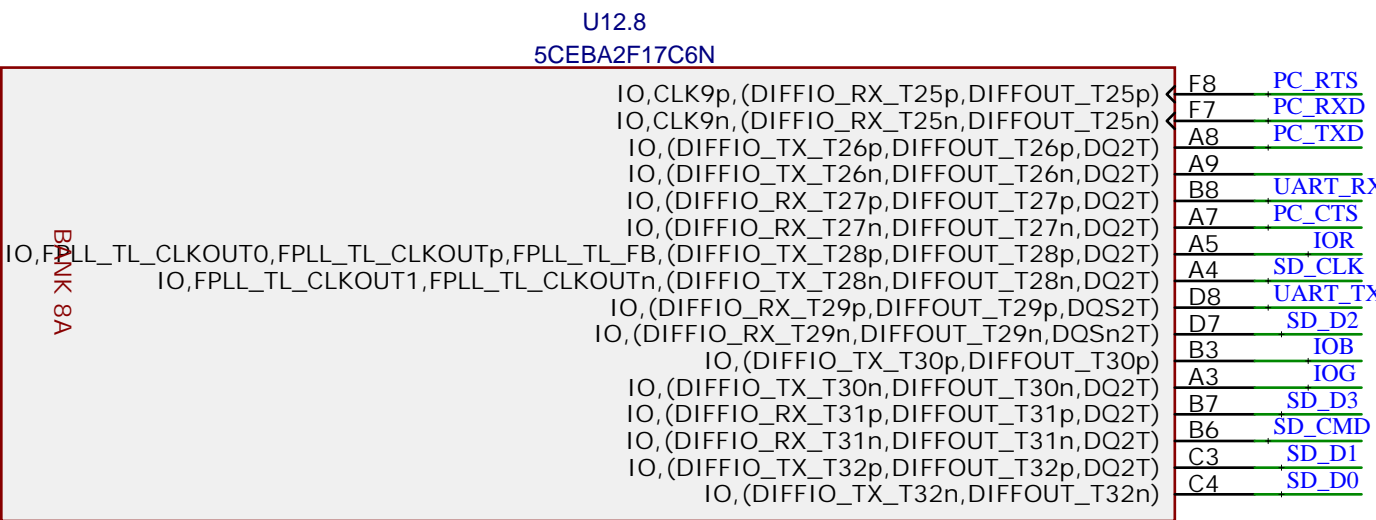 U12.8
5CEBA2F17C6N
BANK 8A
IO,CLK9p,(DIFFIO_RX_T25p,DIFFOUT_T25p) F8 PC_RTS
IO,CLK9n,(DIFFIO_RX_T25n,DIFFOUT_T25n) F7 PC_RXD
IO,(DIFFIO_TX_T26p,DIFFOUT_T26p,DQ2T) A8 PC_TXD
IO,(DIFFIO_TX_T26n,DIFFOUT_T26n,DQ2T) A9
IO,(DIFFIO_RX_T27p,DIFFOUT_T27p,DQ2T) B8 UART_RX
IO,(DIFFIO_RX_T27n,DIFFOUT_T27n,DQ2T) A7 PC_CTS
IO,FPLL_TL_CLKOUT0,FPLL_TL_CLKOUTp,FPLL_TL_FB,(DIFFIO_TX_T28p,DIFFOUT_T28p,DQ2T) A5 IOR
IO,FPLL_TL_CLKOUT1,FPLL_TL_CLKOUTn,(DIFFIO_TX_T28n,DIFFOUT_T28n,DQ2T) A4 SD_CLK
IO,(DIFFIO_RX_T29p,DIFFOUT_T29p,DQS2T) D8 UART_TX
IO,(DIFFIO_RX_T29n,DIFFOUT_T29n,DQSn2T) D7 SD_D2
IO,(DIFFIO_TX_T30p,DIFFOUT_T30p) B3 IOB
IO,(DIFFIO_TX_T30n,DIFFOUT_T30n,DQ2T) A3 IOG
IO,(DIFFIO_RX_T31p,DIFFOUT_T31p,DQ2T) B7 SD_D3
IO,(DIFFIO_RX_T31n,DIFFOUT_T31n,DQ2T) B6 SD_CMD
IO,(DIFFIO_TX_T32p,DIFFOUT_T32p,DQ2T) C3 SD_D1
IO,(DIFFIO_TX_T32n,DIFFOUT_T32n) C4 SD_D0